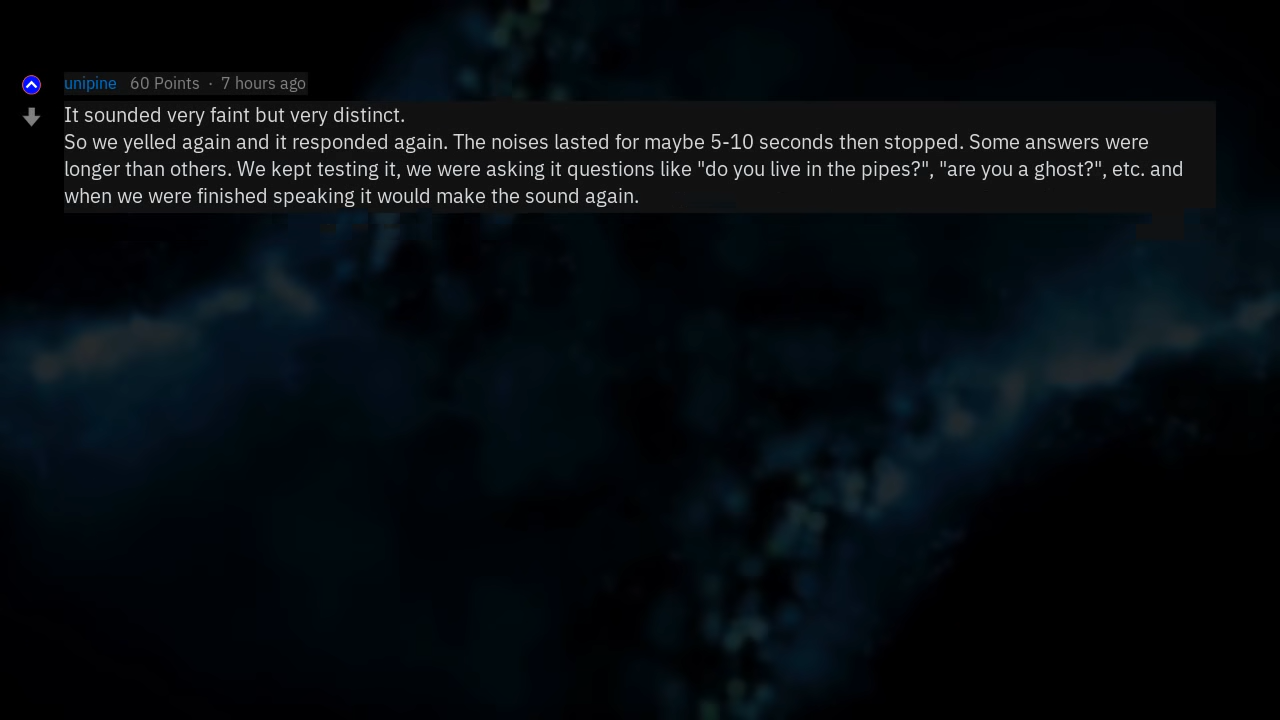 unipine 60 Points · 7 hours ago
It sounded very faint but very distinct.
So we yelled again and it responded again. The noises lasted for maybe 5-10 seconds then stopped. Some answers were
longer than others. We kept testing it, we were asking it questions like "do you live in the pipes?", "are you a ghost?", etc. and
when we were finished speaking it would make the sound again.